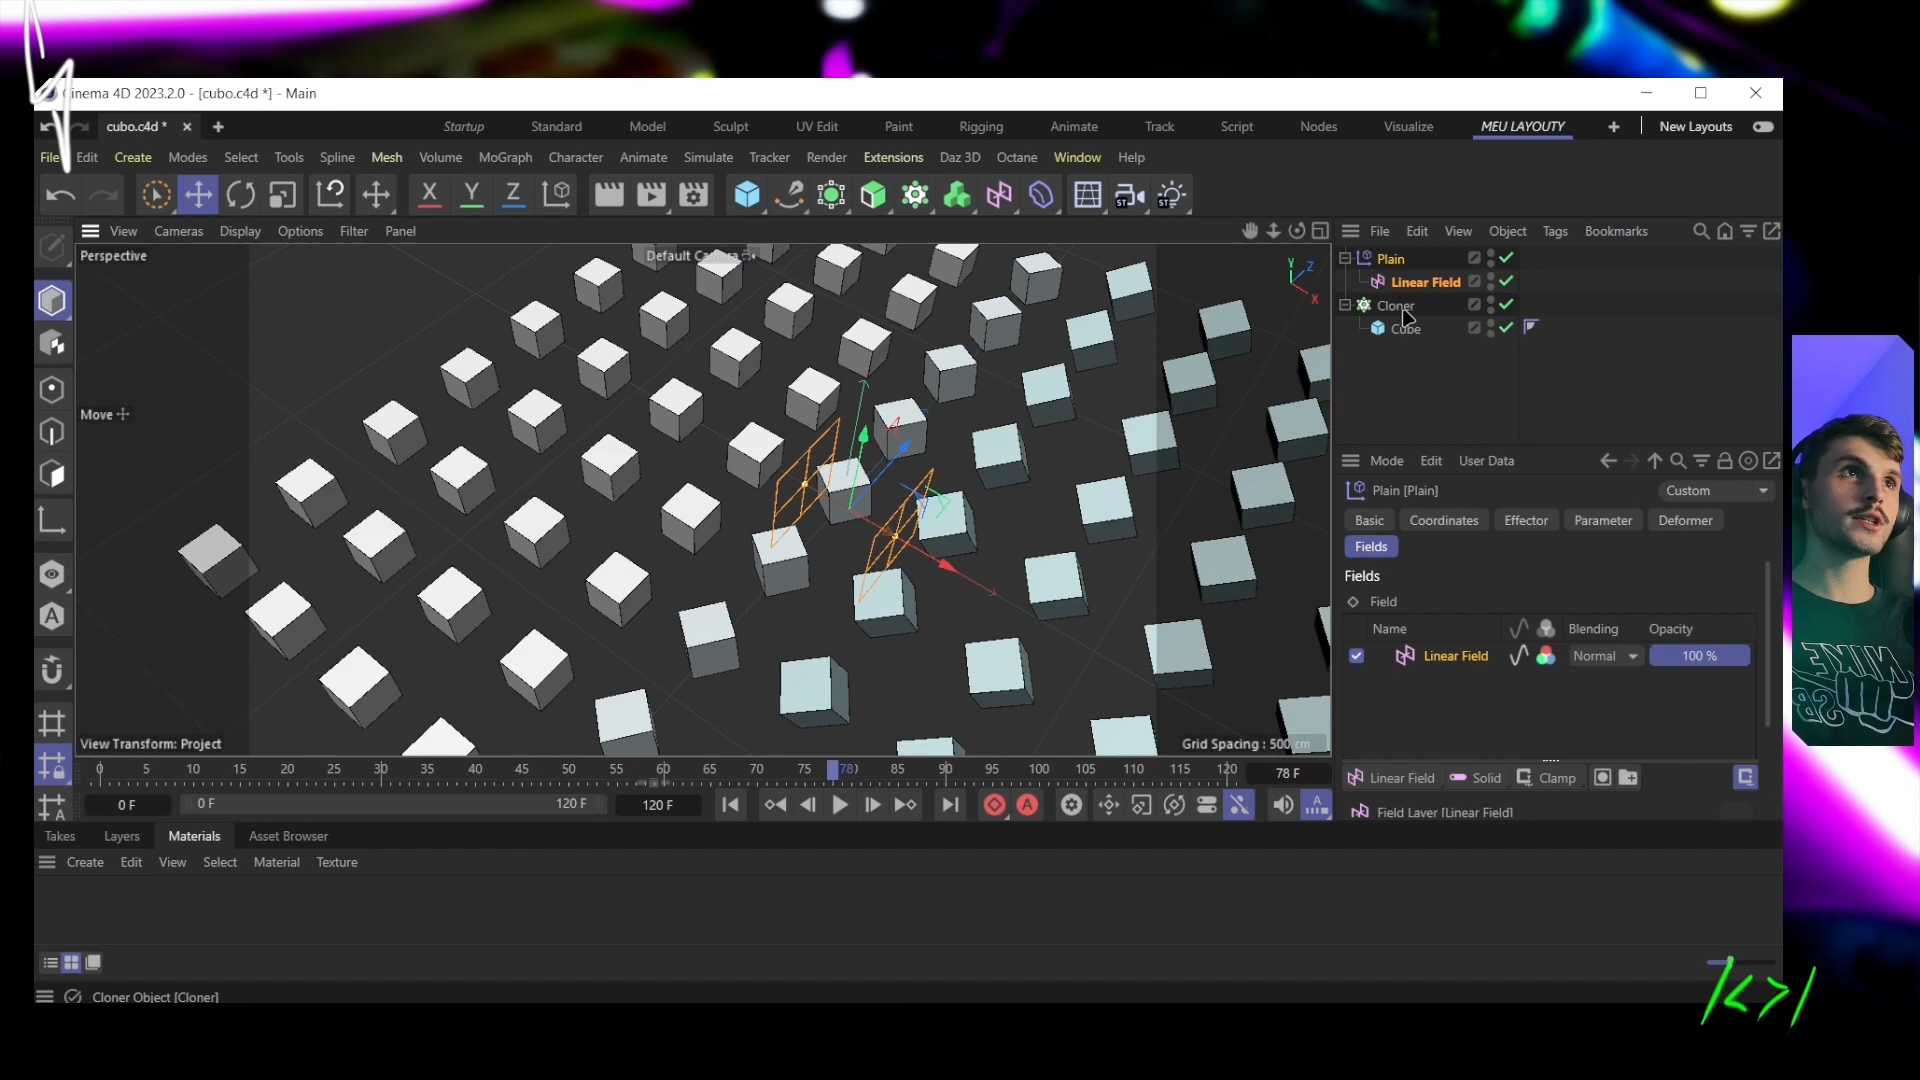 Cinema 4D 2023.2.0 - [cubo.c4d *] - Main
cubo.c4d *
Startup Standard Model Sculpt UV Edit Paint Rigging Animate Track Script Nodes Visualize MEU LAYOUTY New Layouts
File Edit Create Modes Select Tools Spline Mesh Volume MoGraph Character Animate Simulate Tracker Render Extensions Daz 3D Octane Window Help
X Y Z
View Cameras Display Options Filter Panel
File Edit View Object Tags Bookmarks
Perspective
Default Camera
Y Z X
Plain
Linear Field
Cloner
Cube
Move
Mode Edit User Data
Plain [Plain]
Custom
Basic Coordinates Effector Parameter Deformer
Fields
Fields
Field
Name Blending Opacity
Linear Field Normal 100 %
View Transform: Project
Grid Spacing : 500 cm
0 5 10 15 20 25 30 35 40 45 50 55 60 65 70 75 78 85 90 95 100 105 110 115 120 78 F
Linear Field Solid Clamp
0 F 0 F 120 F 120 F
Field Layer [Linear Field]
Takes Layers Materials Asset Browser
Create Edit View Select Material Texture
Cloner Object [Cloner]